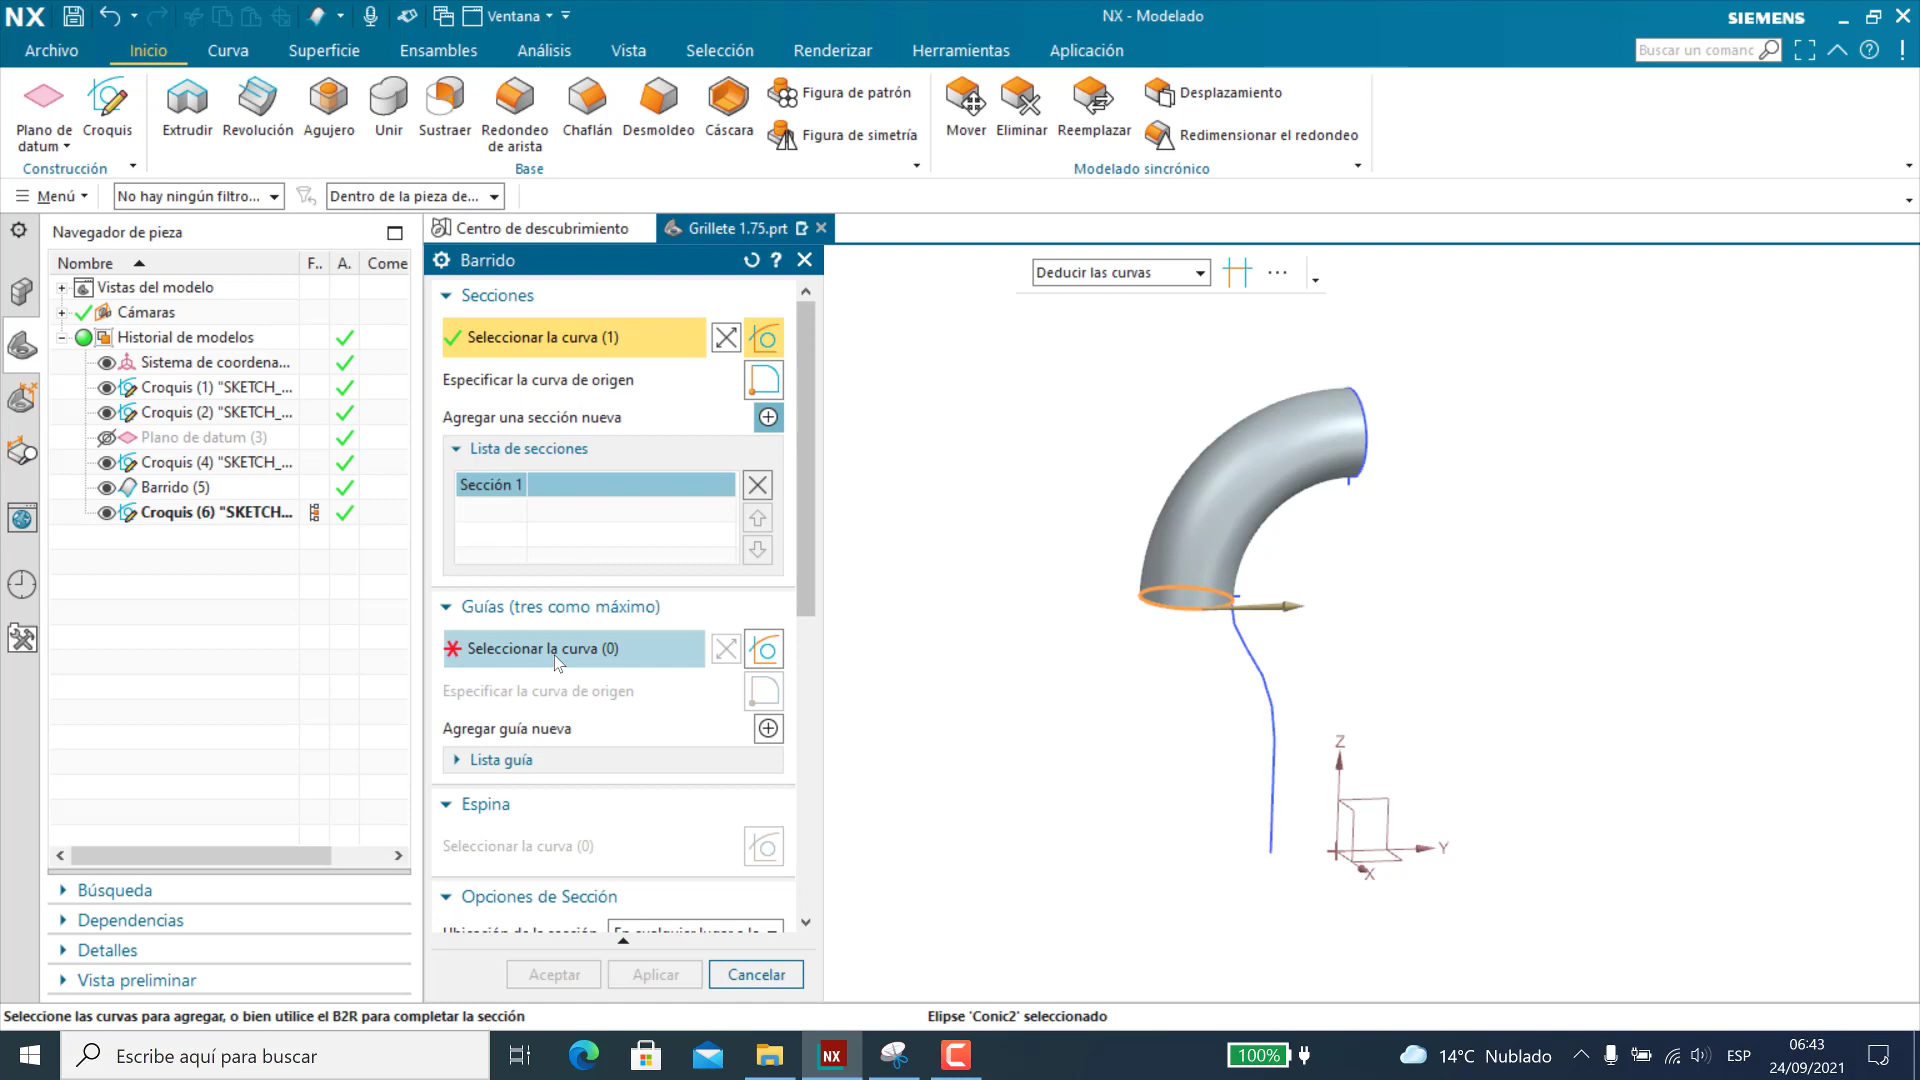 NX
Ventana
NX - Modelado
SIEMENS
Archivo
Inicio
Curva
Superficie
Ensambles
Análisis
Vista
Selección
Renderizar
Herramientas
Aplicación
Buscar un comanc
Plano de datum
Croquis
Extrudir
Revolución
Agujero
Unir
Sustraer
Redondeo de arista
Chaflán
Desmoldeo
Cáscara
Figura de patrón
Figura de simetría
Mover
Eliminar
Reemplazar
Desplazamiento
Redimensionar el redondeo
Construcción
Base
Modelado sincrónico
Menú
No hay ningún filtro...
Dentro de la pieza de...
Navegador de pieza
Centro de descubrimiento
Grillete 1.75.prt
Nombre
F..
A.
Come
Vistas del modelo
Cámaras
Historial de modelos
Sistema de coordena...
Croquis (1) "SKETCH_...
Croquis (2) "SKETCH_...
Plano de datum (3)
Croquis (4) "SKETCH_...
Barrido (5)
Croquis (6) "SKETCH...
Búsqueda
Dependencias
Detalles
Vista preliminar
Barrido
Secciones
Seleccionar la curva (1)
Especificar la curva de origen
Agregar una sección nueva
Lista de secciones
Sección 1
Guías (tres como máximo)
Seleccionar la curva (0)
Especificar la curva de origen
Agregar guía nueva
Lista guía
Espina
Seleccionar la curva (0)
Opciones de Sección
Aceptar
Aplicar
Cancelar
Deducir las curvas
Z
Y
X
Seleccione las curvas para agregar, o bien utilice el B2R para completar la sección
Elipse 'Conic2' seleccionado
Escribe aquí para buscar
NX
100%
14°C Nublado
ESP
06:43
24/09/2021